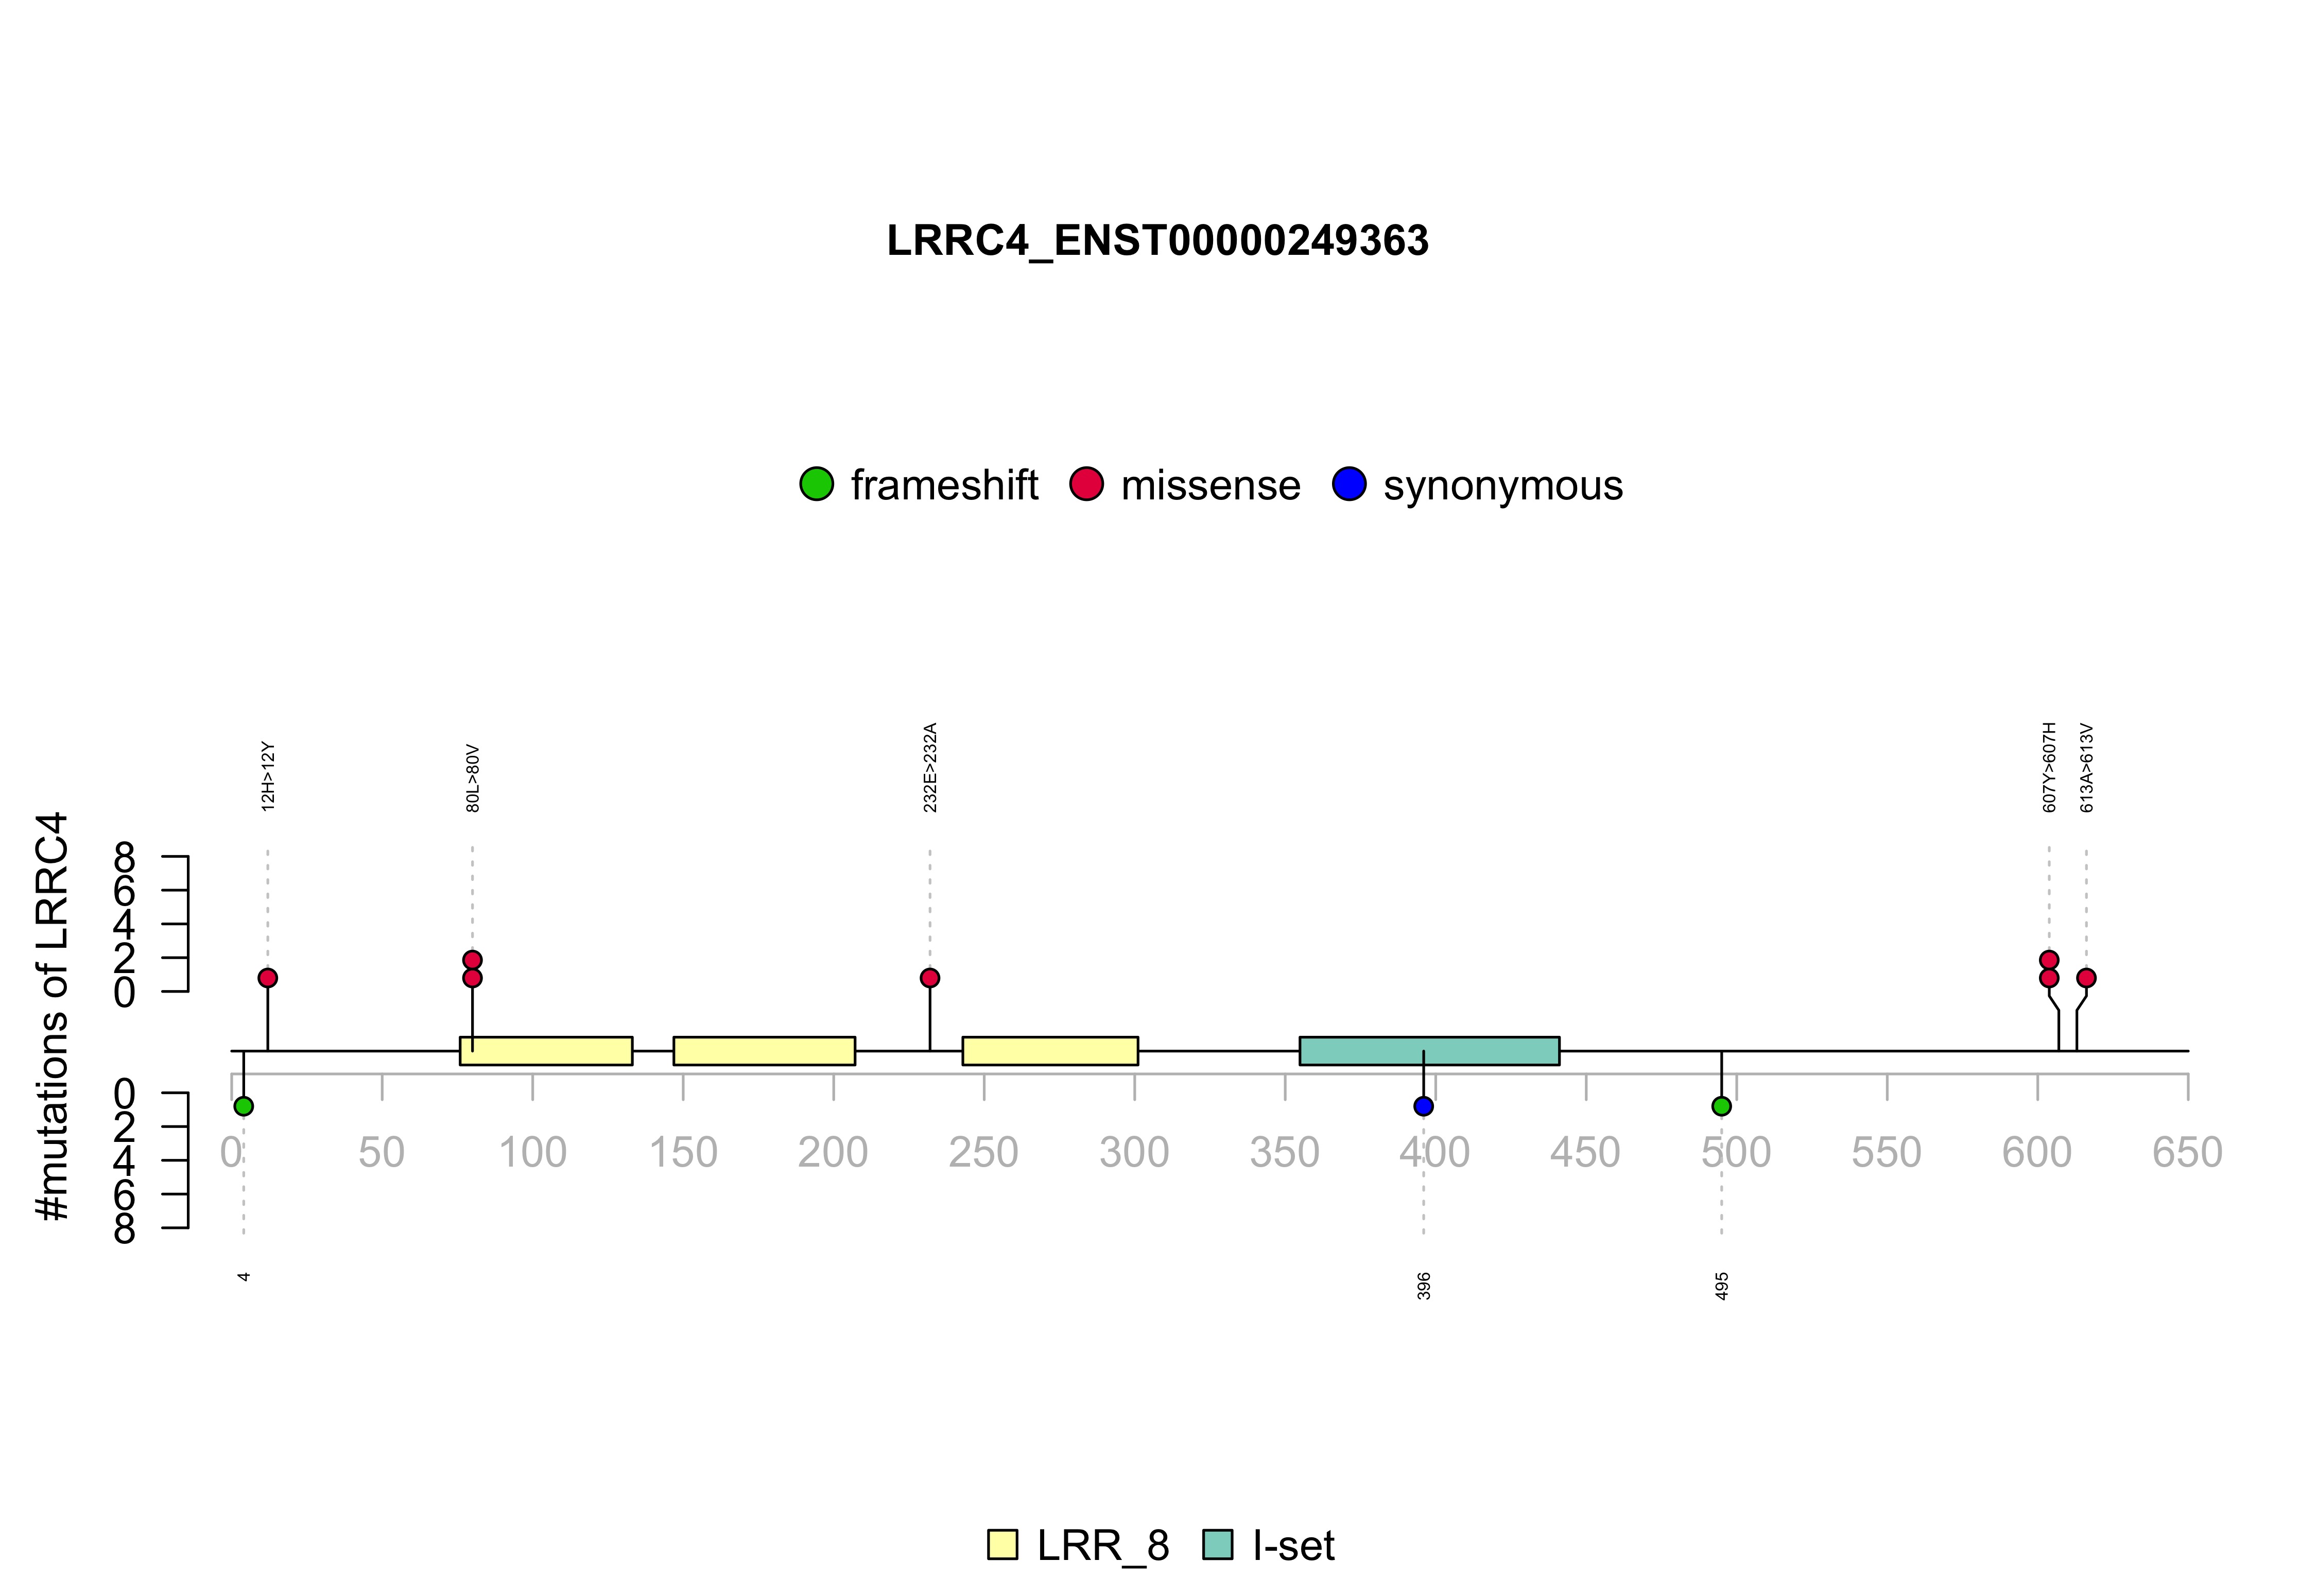 LRRC4_ENST00000249363
frameshift missense synonymous
12H>12Y
80L>80V
232E>232A
607Y>607H
613A>613V
#mutations of LRRC4
8
6
4
2
0
0
2
4
6
8
0 50 100 150 200 250 300 350 400 450 500 550 600 650
4
396
495
LRR_8 I-set